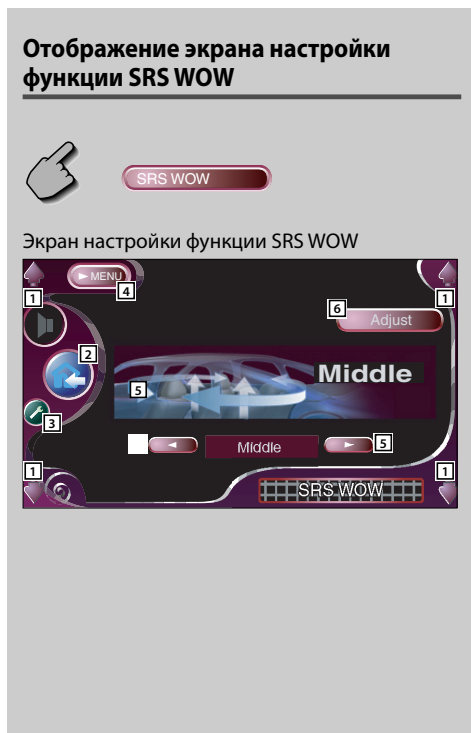 Отображение экрана настройки
функции SRS WOW
SRS WOW
Экран настройки функции SRS WOW
►MENU
1
4
1
6
Adjust
2
5
Middle
3
◄ Middle ►
5
1
1
SRS WOW